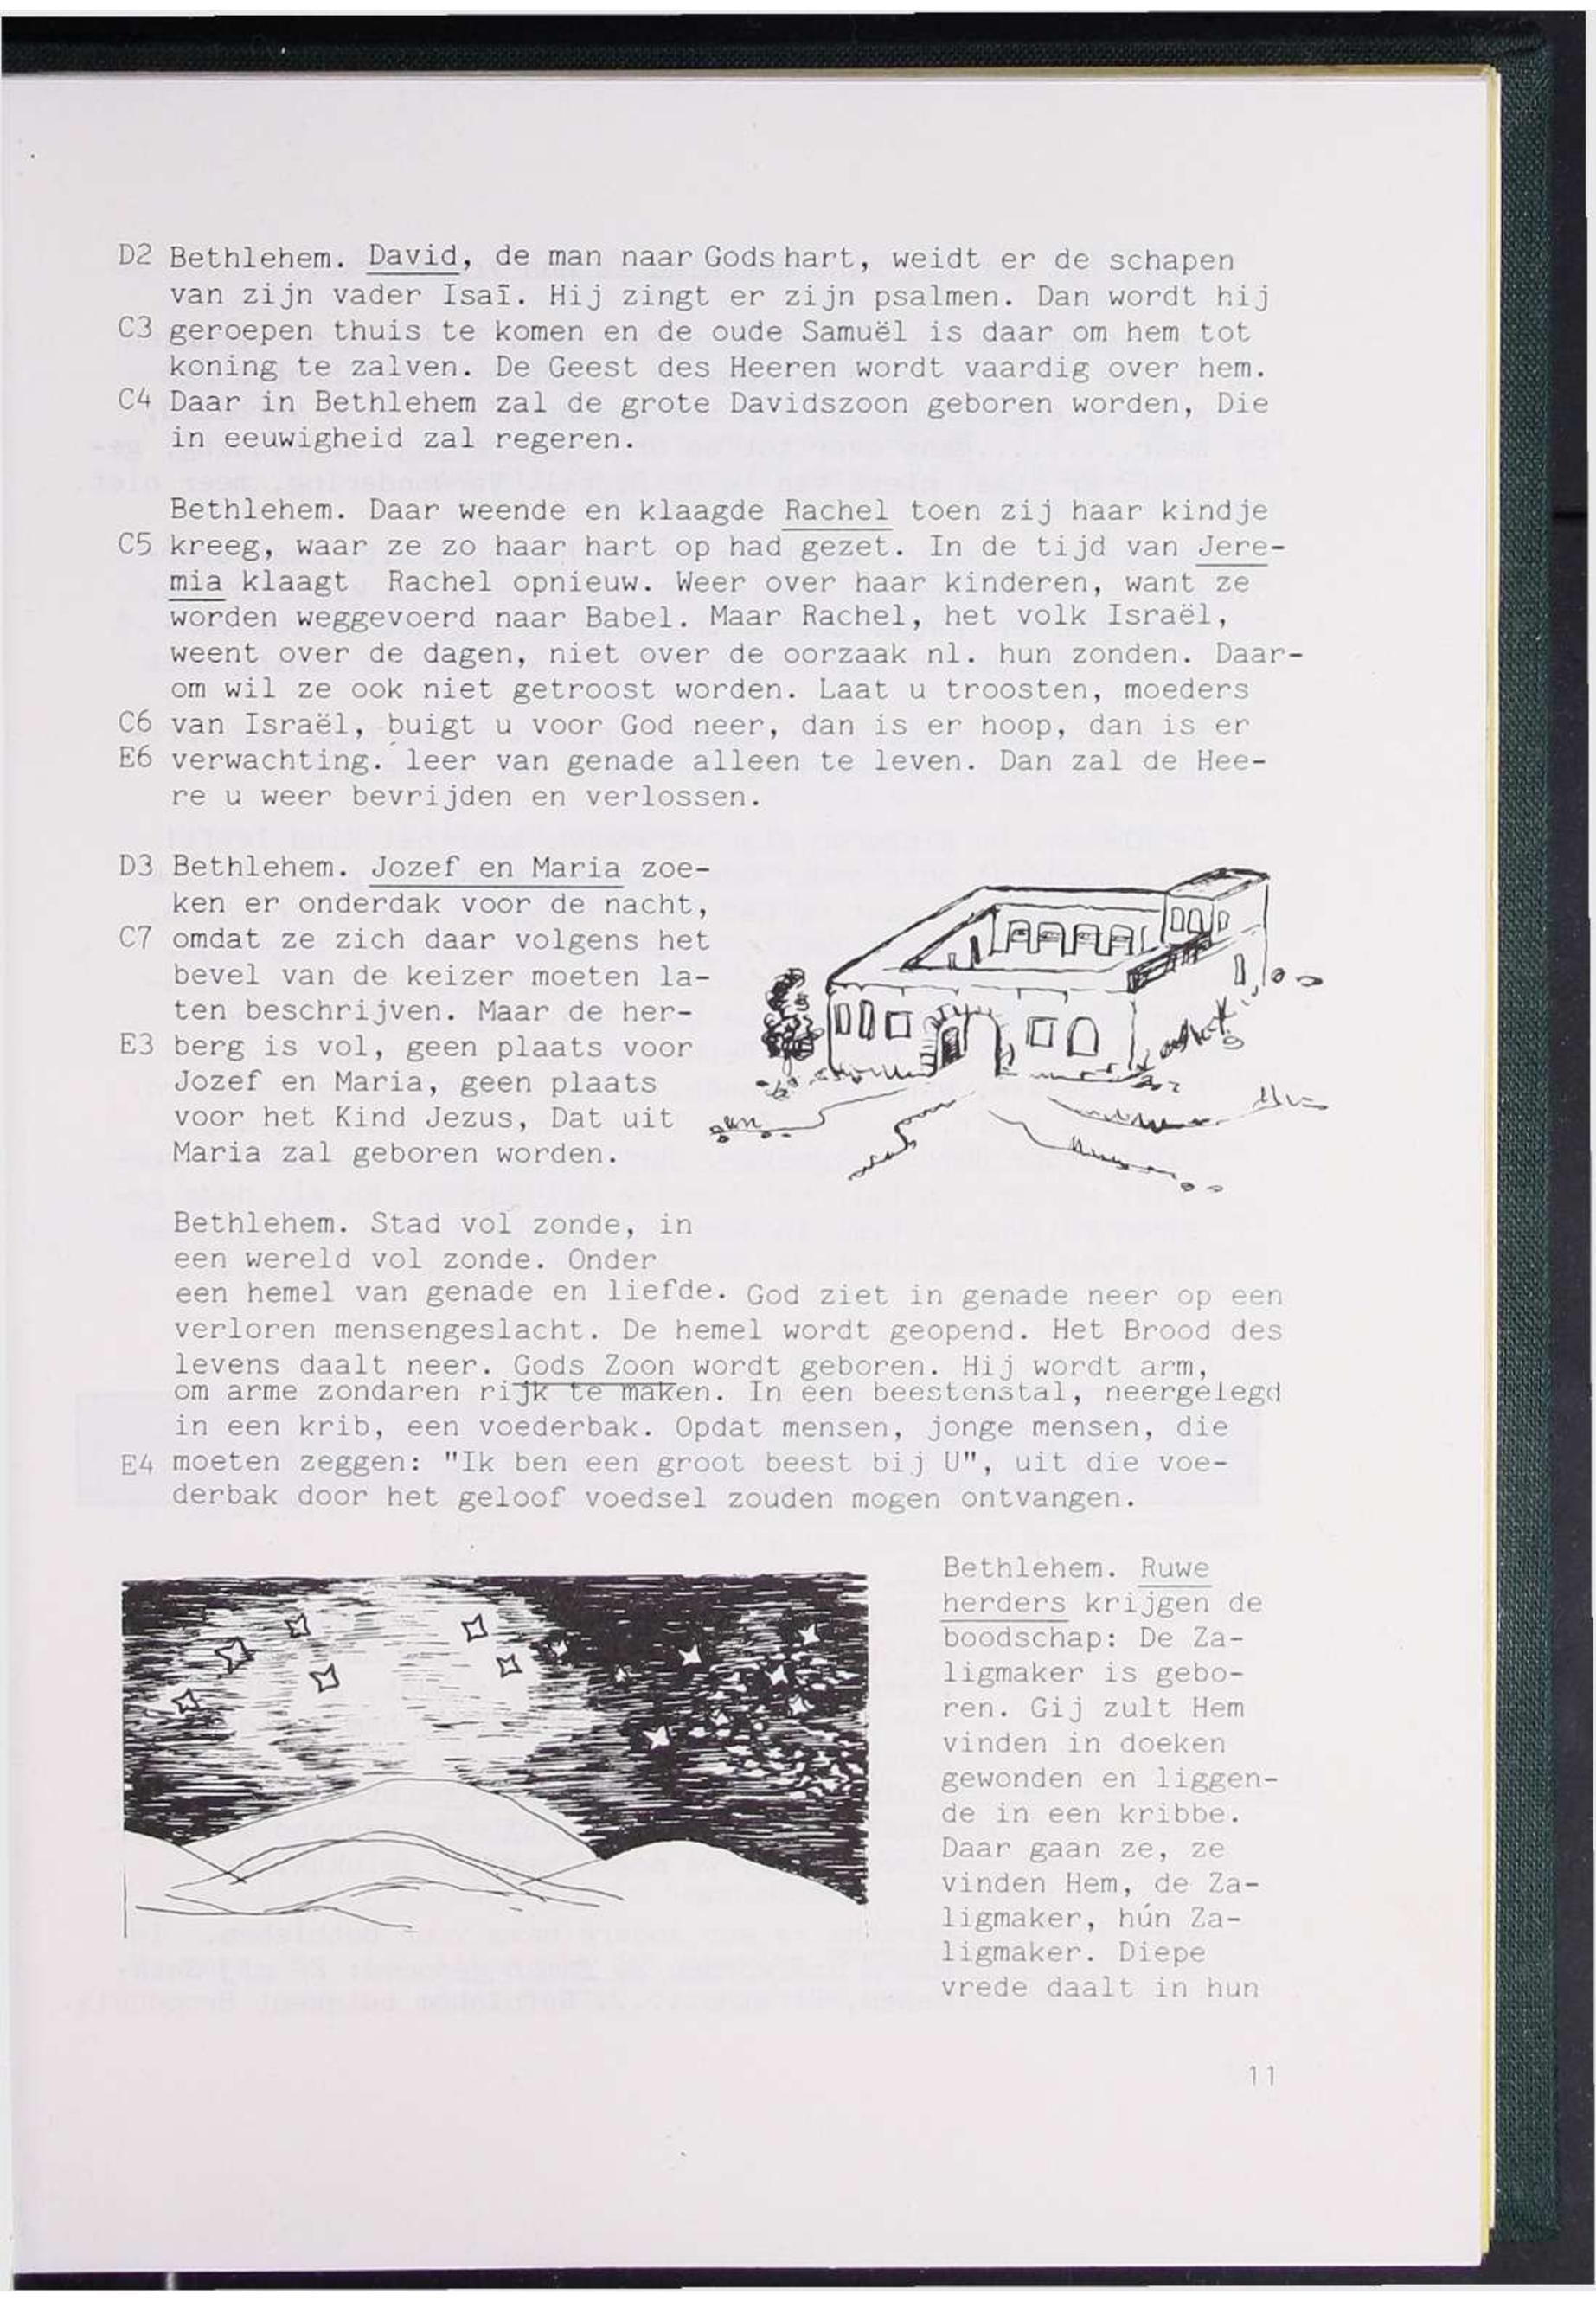 D2 Bethlehem. David, de man naar Gods hart, weidt er de schapen
van zijn vader Isaï. Hij zingt er zijn psalmen. Dan wordt hij
C3 geroepen thuis te komen en de oude Samuël is daar om hem tot
koning te zalven. De Geest des Heeren wordt vaardig over hem.
C4 Daar in Bethlehem zal de grote Davidszoon geboren worden, Die
in eeuwigheid zal regeren.
Bethlehem. Daar weende en klaagde Rachel toen zij haar kindje
C5 kreeg, waar ze zo haar hart op had gezet. In de tijd van Jere-
mia klaagt Rachel opnieuw. Weer over haar kinderen, want ze
worden weggevoerd naar Babel. Maar Rachel, het volk Israël,
weent over de dagen, niet over de oorzaak nl. hun zonden. Daar-
om wil ze ook niet getroost worden. Laat u troosten, moeders
C6 van Israël, buigt u voor God neer, dan is er hoop, dan is er
E6 verwachting. leer van genade alleen te leven. Dan zal de Hee-
re u weer bevrijden en verlossen.
D3 Bethlehem. Jozef en Maria zoe-
ken er onderdak voor de nacht,
C7 omdat ze zich daar volgens het
bevel van de keizer moeten la-
ten beschrijven. Maar de her-
E3 berg is vol, geen plaats voor
Jozef en Maria, geen plaats
voor het Kind Jezus, Dat uit
Maria zal geboren worden.
Bethlehem. Stad vol zonde, in
een wereld vol zonde. Onder
een hemel van genade en liefde. God ziet in genade neer op een
verloren mensengeslacht. De hemel wordt geopend. Het Brood des
levens daalt neer. Gods Zoon wordt geboren. Hij wordt arm,
om arme zondaren rijk te maken. In een beestenstal, neergelegd
in een krib, een voederbak. Opdat mensen, jonge mensen, die
E4 moeten zeggen: "Ik ben een groot beest bij U", uit die voe-
derbak door het geloof voedsel zouden mogen ontvangen.
Bethlehem. Ruwe
herders krijgen de
boodschap: De Za-
ligmaker is gebo-
ren. Gij zult Hem
vinden in doeken
gewonden en liggen-
de in een kribbe.
Daar gaan ze, ze
vinden Hem, de Za-
ligmaker, hún Za-
ligmaker. Diepe
vrede daalt in hun
11